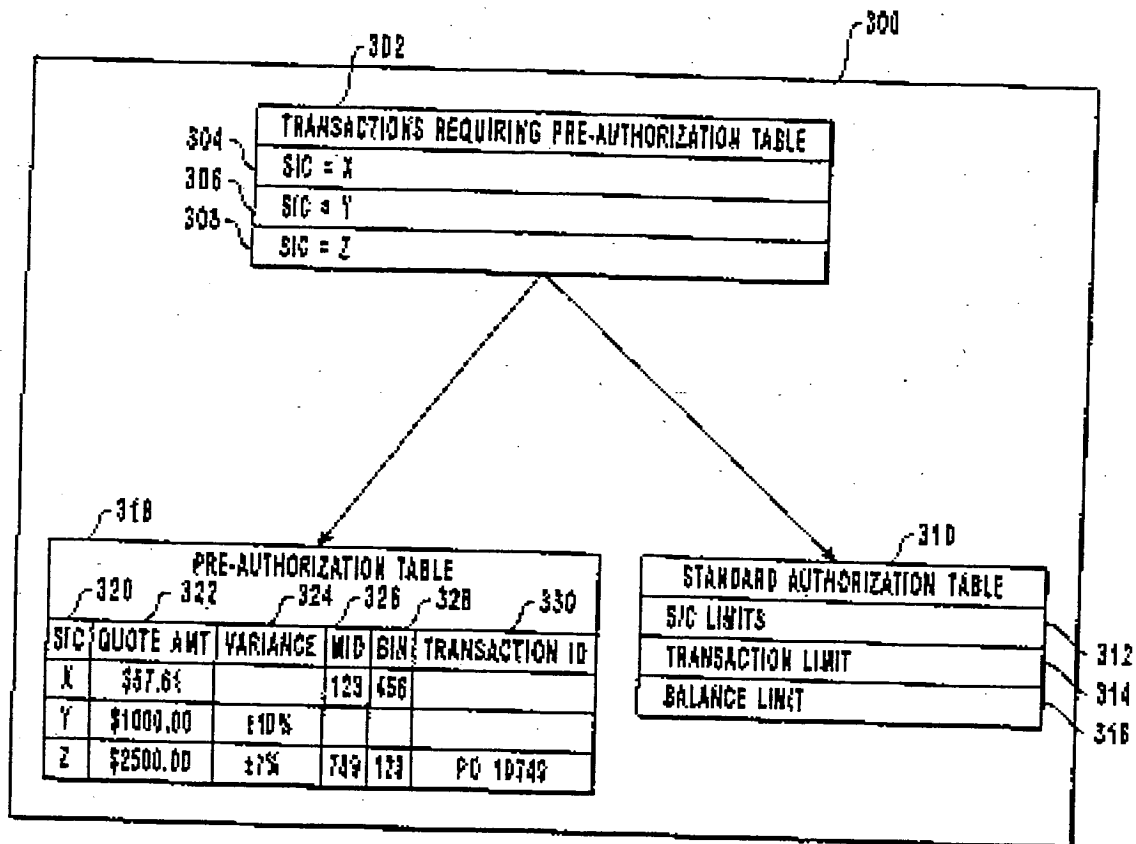 300
302
TRANSACTIONS REQUIRING PRE-AUTHORIZATION TABLE
304
SIC = X
306
SIC = Y
308
SIC = Z
318
310
PRE-AUTHORIZATION TABLE
STANDARD AUTHORIZATION TABLE
320 322 324 326 328 330
SIC LIMITS
312
SIC QUOTE AMT VARIANCE MID BIN TRANSACTION ID
TRANSACTION LIMIT
314
X 123 456
BALANCE LIMIT
316
Y $1000.00 ±10%
Z $2500.00 789 123 PO